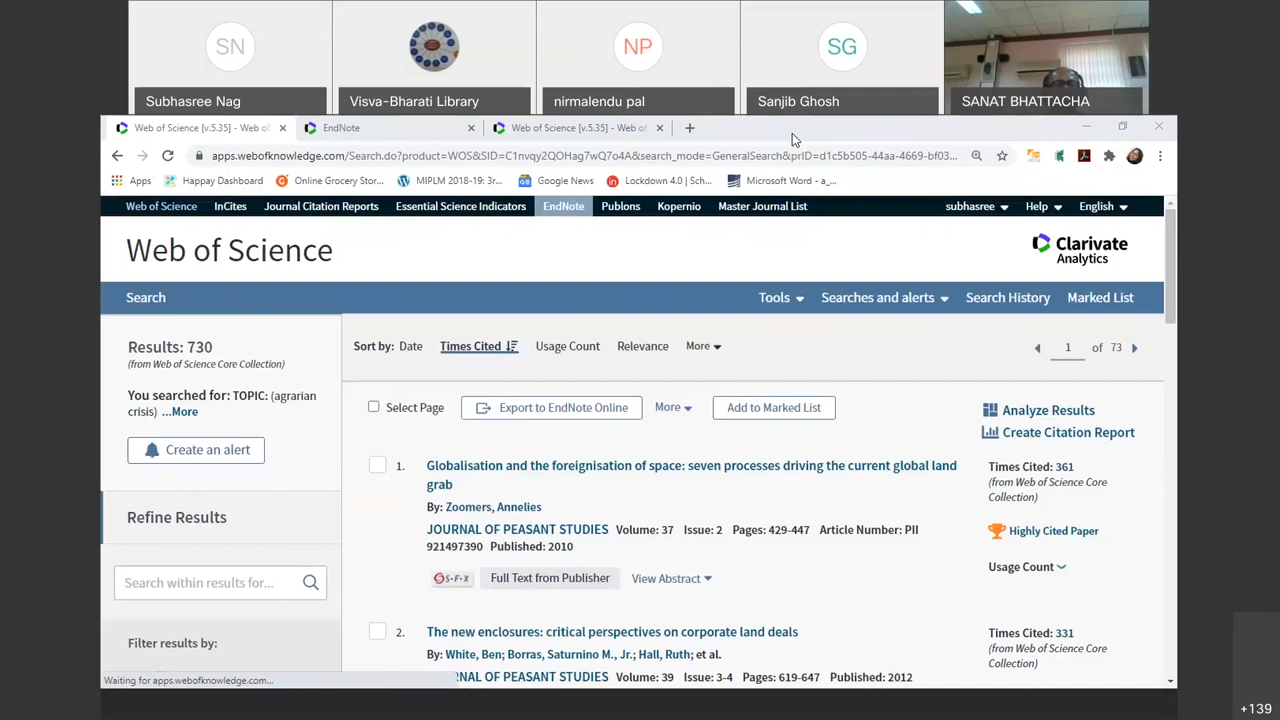 SN
NP
SG
Subhasree Nag
Visva-Bharati Library
nirmalendu pal
Sanjib Ghosh
SANAT BHATTACHA
Web of Science [v.5.35] - Web of
EndNote
Web of Science [v.5.35] - Web of
apps.webofknowledge.com/Search.do?product=WOS&SID=C1nvqy2QOHag7wQ7o4A&search_mode=GeneralSearch&prID=d1c5b505-44aa-4669-bf03...
Apps
Happay Dashboard
Online Grocery Stor...
MIPLM 2018-19: 3r...
Google News
Lockdown 4.0 | Sch...
Microsoft Word - a_...
Web of Science
InCites
Journal Citation Reports
Essential Science Indicators
EndNote
Publons
Kopernio
Master Journal List
subhasree
Help
English
Web of Science
Clarivate
Analytics
Search
Tools
Searches and alerts
Search History
Marked List
Results: 730
(from Web of Science Core Collection)
You searched for: TOPIC: (agrarian
crisis) ...More
Create an alert
Refine Results
Search within results for...
Filter results by:
Sort by: Date
Times Cited
Usage Count
Relevance
More
1 of 73
Select Page
Export to EndNote Online
More
Add to Marked List
Analyze Results
Create Citation Report
1. Globalisation and the foreignisation of space: seven processes driving the current global land
grab
By: Zoomers, Annelies
JOURNAL OF PEASANT STUDIES Volume: 37 Issue: 2 Pages: 429-447 Article Number: PII
921497390 Published: 2010
S·F·X
Full Text from Publisher
View Abstract
Times Cited: 361
(from Web of Science Core
Collection)
Highly Cited Paper
Usage Count
2. The new enclosures: critical perspectives on corporate land deals
By: White, Ben; Borras, Saturnino M., Jr.; Hall, Ruth; et al.
NAL OF PEASANT STUDIES Volume: 39 Issue: 3-4 Pages: 619-647 Published: 2012
Times Cited: 331
(from Web of Science Core
Collection)
Waiting for apps.webofknowledge.com...
+139